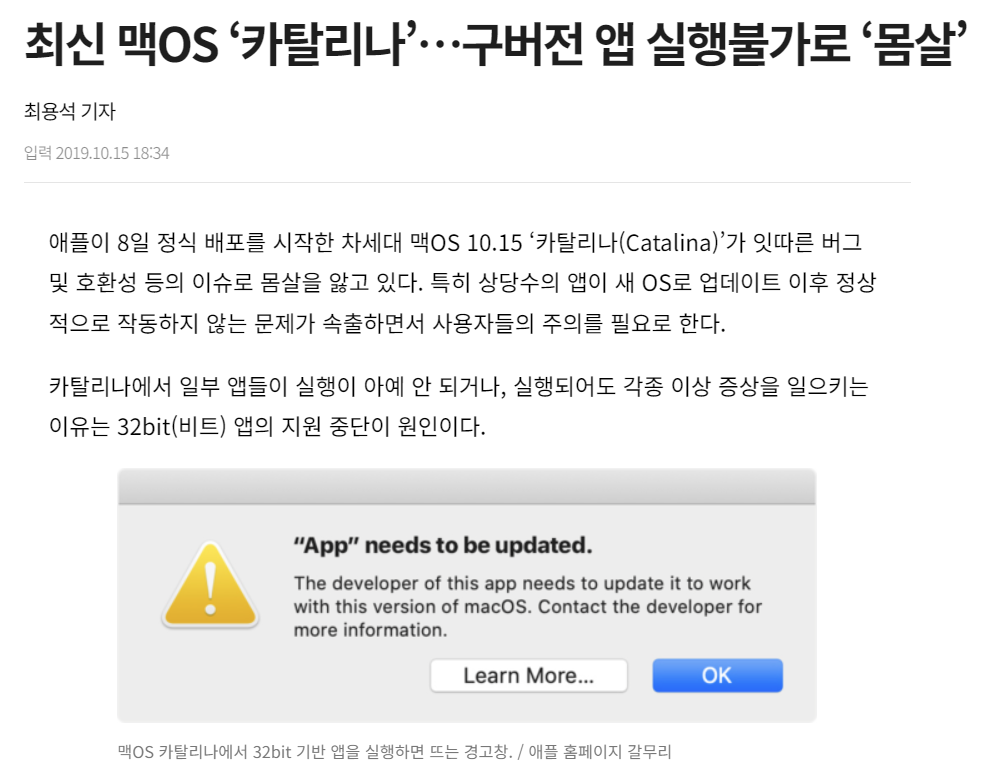 최신 맥OS ‘카탈리나’…구버전 앱 실행불가로 ‘몸살’
최용석 기자
입력 2019.10.15 18:34
애플이 8일 정식 배포를 시작한 차세대 맥OS 10.15 ‘카탈리나(Catalina)’가 잇따른 버그
및 호환성 등의 이슈로 몸살을 앓고 있다. 특히 상당수의 앱이 새 OS로 업데이트 이후 정상
적으로 작동하지 않는 문제가 속출하면서 사용자들의 주의를 필요로 한다.
카탈리나에서 일부 앱들이 실행이 아예 안 되거나, 실행되어도 각종 이상 증상을 일으키는
이유는 32bit(비트) 앱의 지원 중단이 원인이다.
“App” needs to be updated.
The developer of this app needs to update it to work
with this version of macOS. Contact the developer for
more information.
Learn More... OK
맥OS 카탈리나에서 32bit 기반 앱을 실행하면 뜨는 경고창. / 애플 홈페이지 갈무리